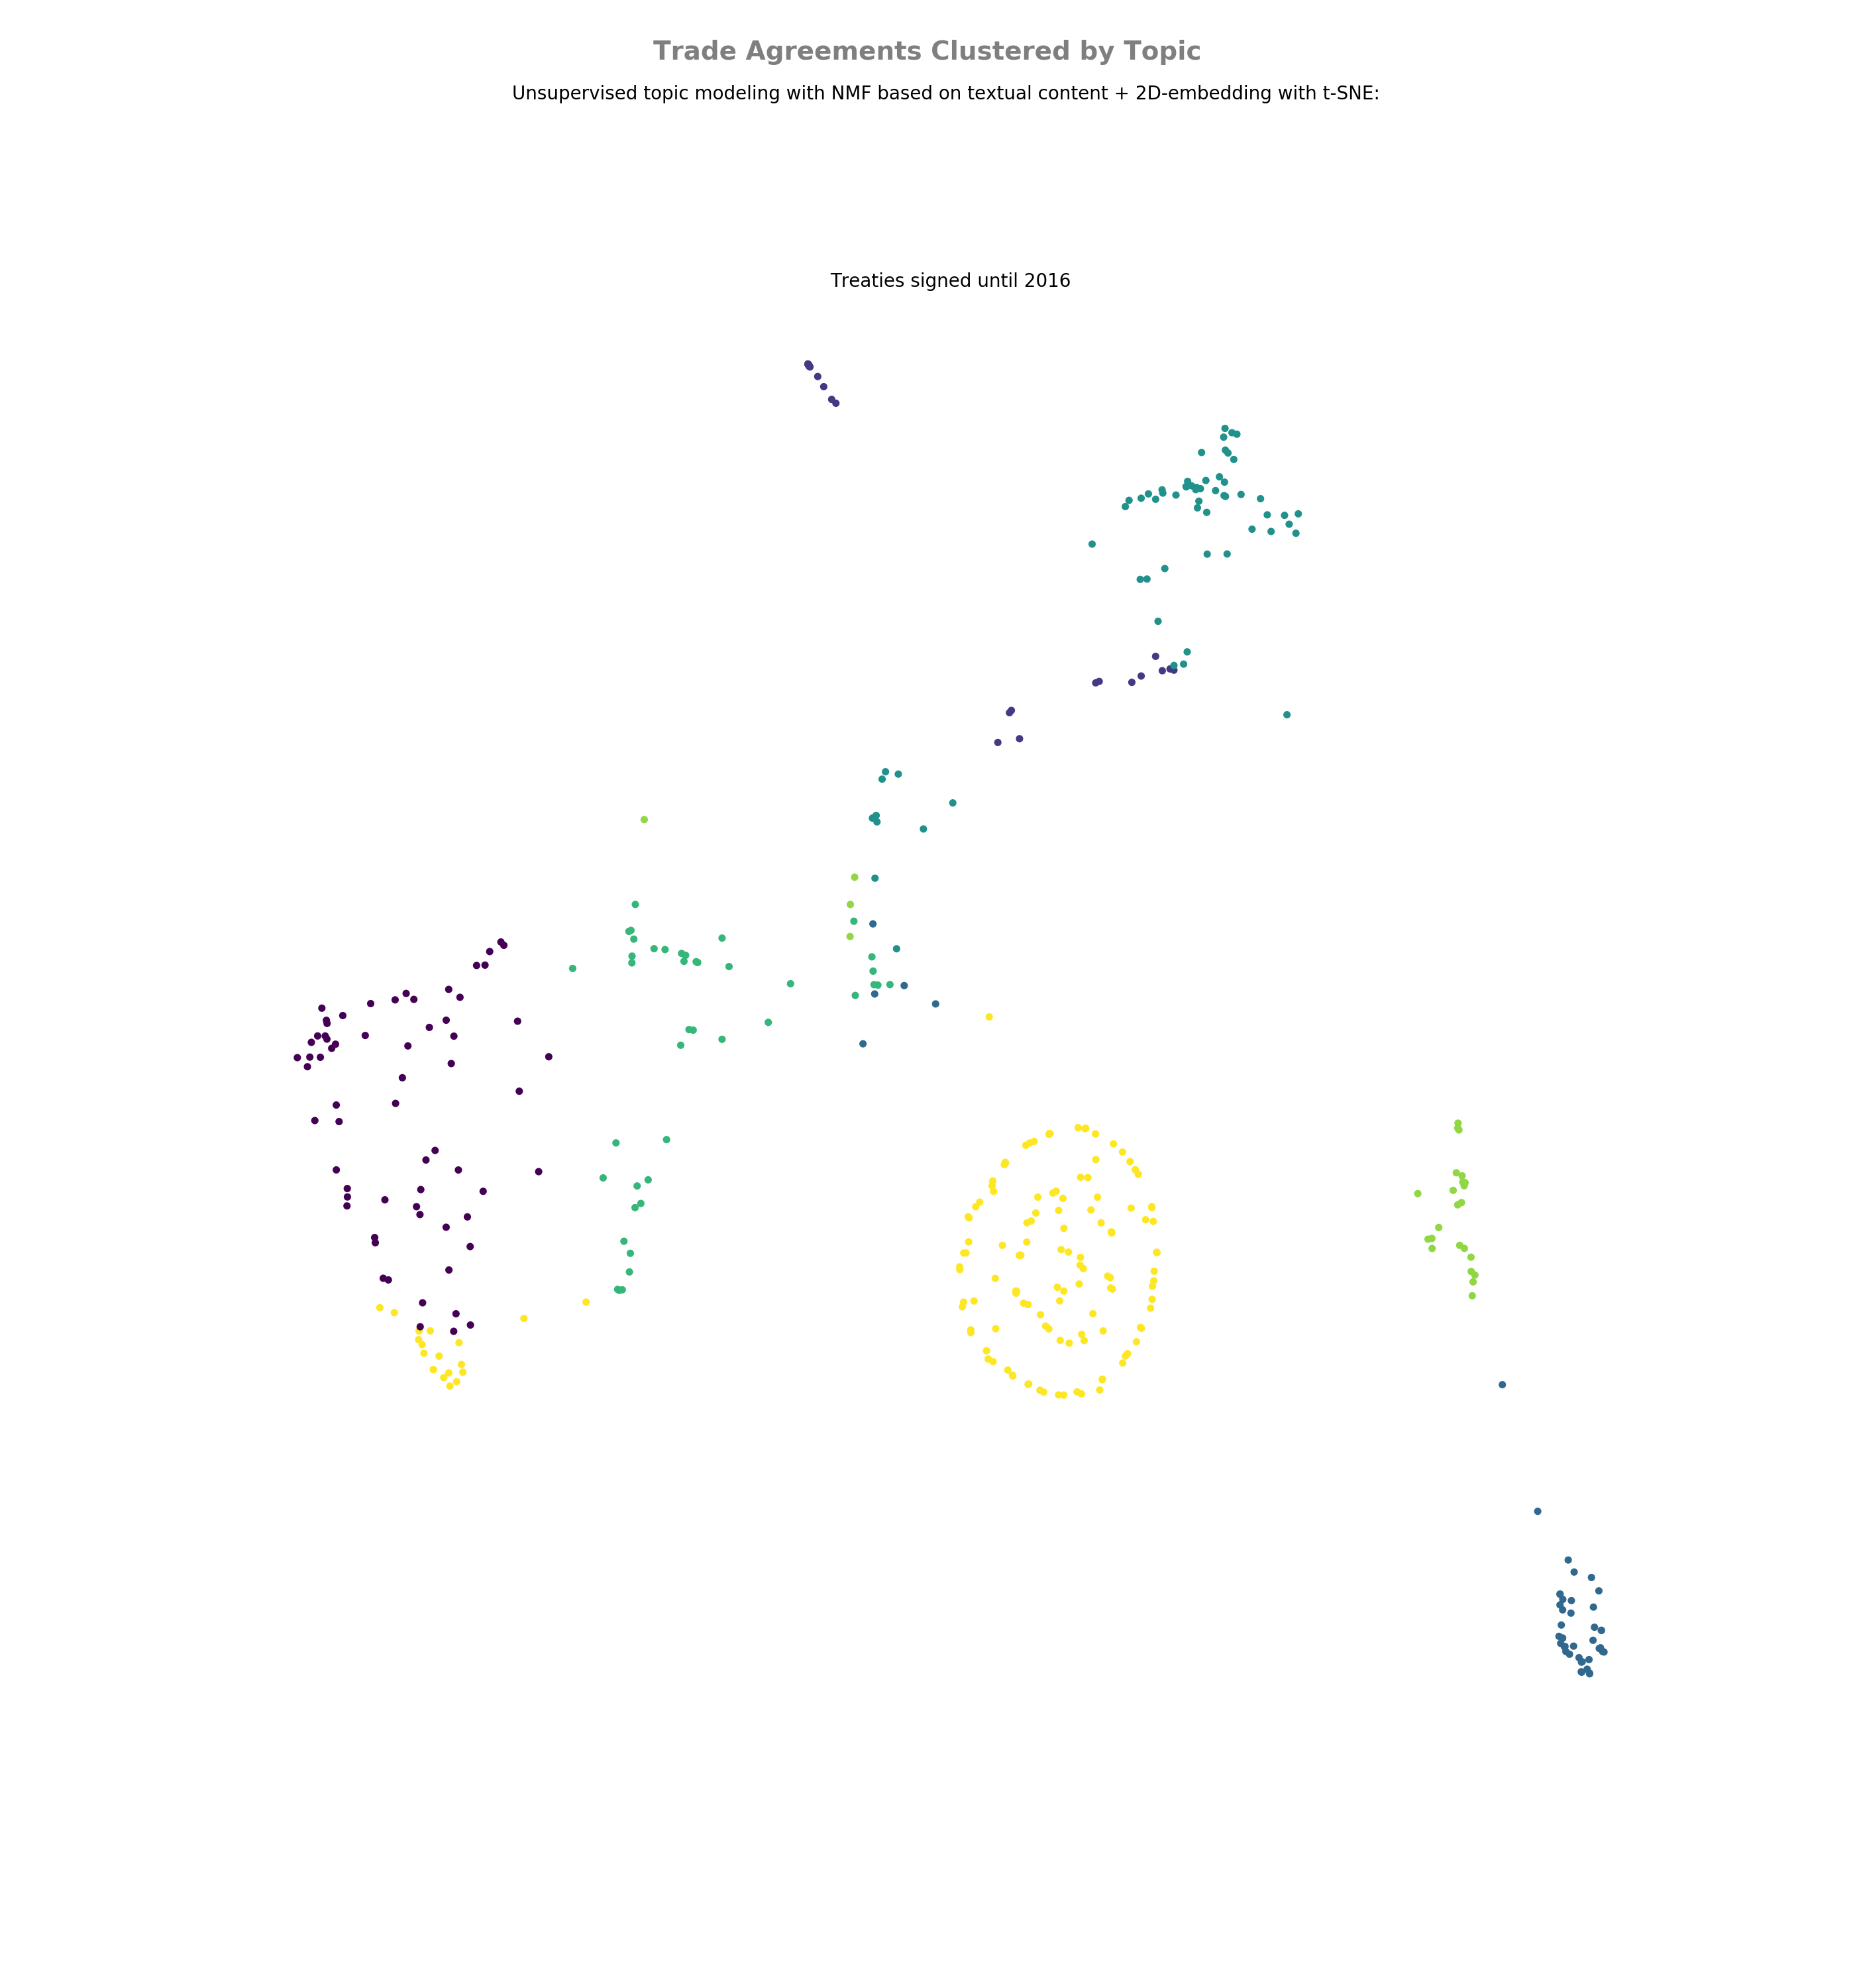 Trade Agreements Clustered by Topic
Unsupervised topic modeling with NMF based on textual content + 2D-embedding with t-SNE:
Treaties signed until 2016